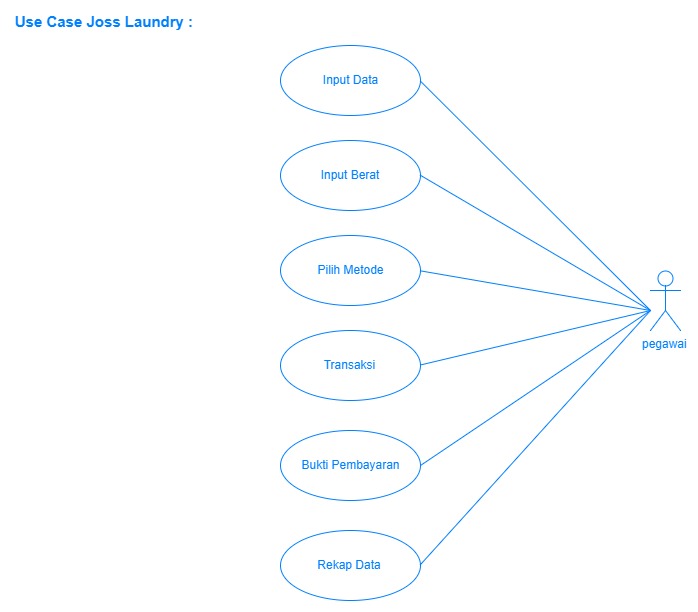 Use Case Joss Laundry :
Input Data
Input Berat
Pilih Metode
Transaksi
pegawai
Bukti Pembayaran
Rekap Data